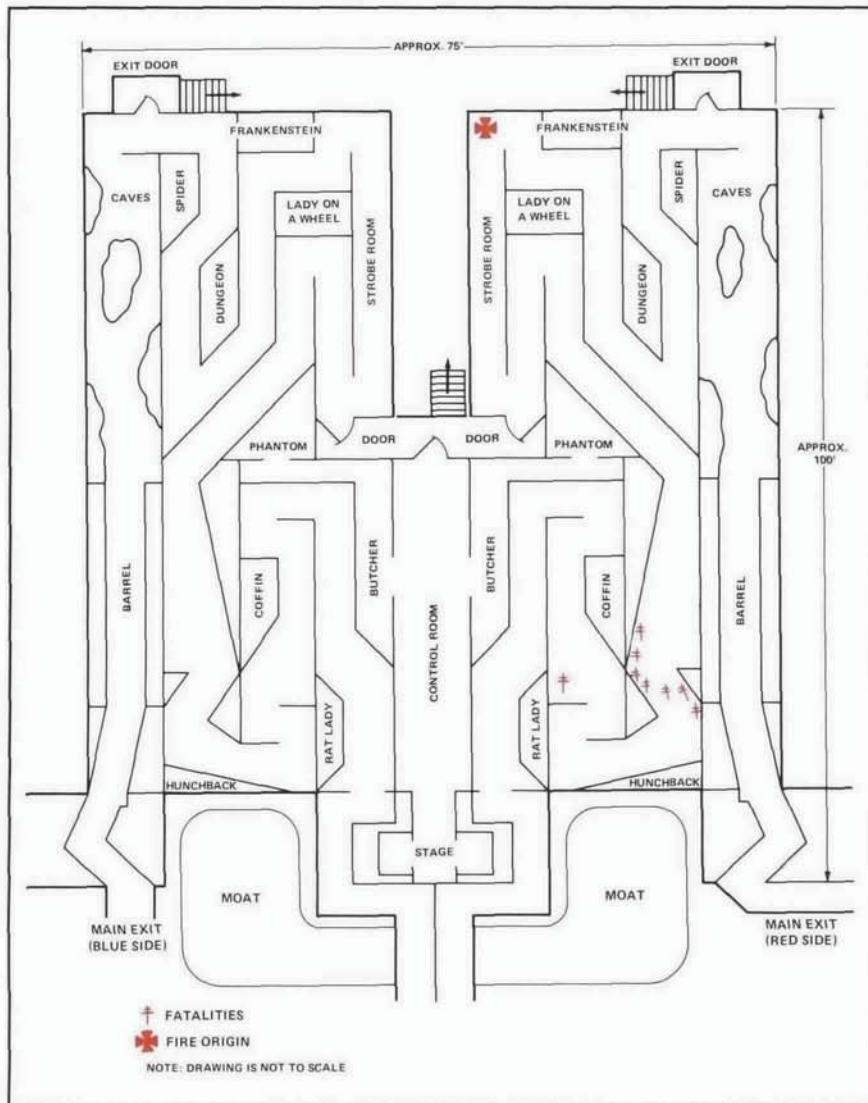 APPROX. 75'
EXIT DOOR
EXIT DOOR
FRANKENSTEIN
FRANKENSTEIN
CAVES
SPIDER
LADY ON
A WHEEL
STROBE ROOM
STROBE ROOM
LADY ON
A WHEEL
SPIDER
CAVES
DUNGEON
DUNGEON
PHANTOM
DOOR
DOOR
PHANTOM
APPROX.
100'
BARREL
COFFIN
BUTCHER
CONTROL ROOM
BUTCHER
COFFIN
BARREL
RAT LADY
RAT LADY
HUNCHBACK
HUNCHBACK
STAGE
MOAT
MOAT
MAIN EXIT
(BLUE SIDE)
MAIN EXIT
(RED SIDE)
FATALITIES
FIRE ORIGIN
NOTE: DRAWING IS NOT TO SCALE